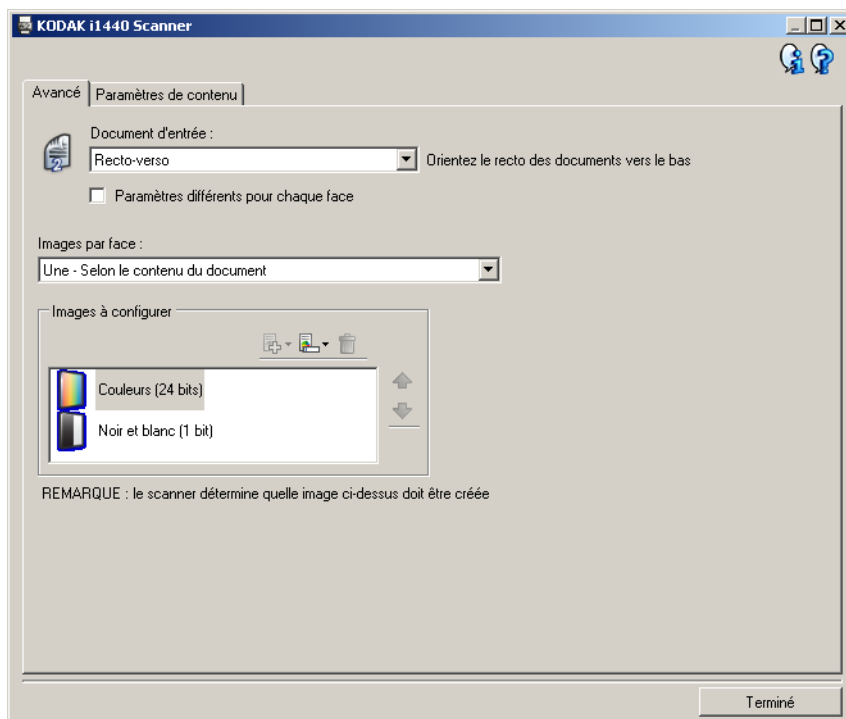 KODAK i1440 Scanner
Avancé
Paramètres de contenu
Document d'entrée :
2
Recto-verso
Orientez le recto des documents vers le bas
Paramètres différents pour chaque face
Images par face :
Une - Selon le contenu du document
Images à configurer
Couleurs (24 bits)
Noir et blanc (1 bit)
REMARQUE : le scanner détermine quelle image ci-dessus doit être créée
Terminé